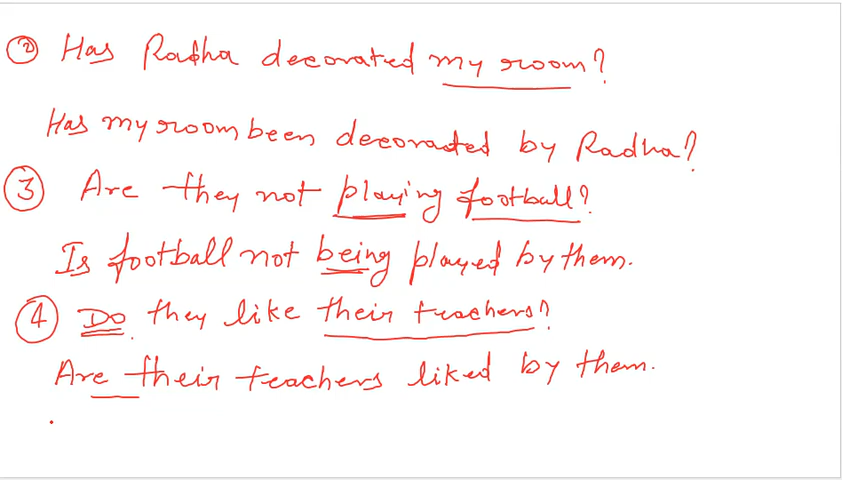 ② Has Radha decorated my room?
Has my room been decorated by Radha?
③ Are they not playing football?
Is football not being played by them.
④ Do they like their teachers?
Are their teachers liked by them.